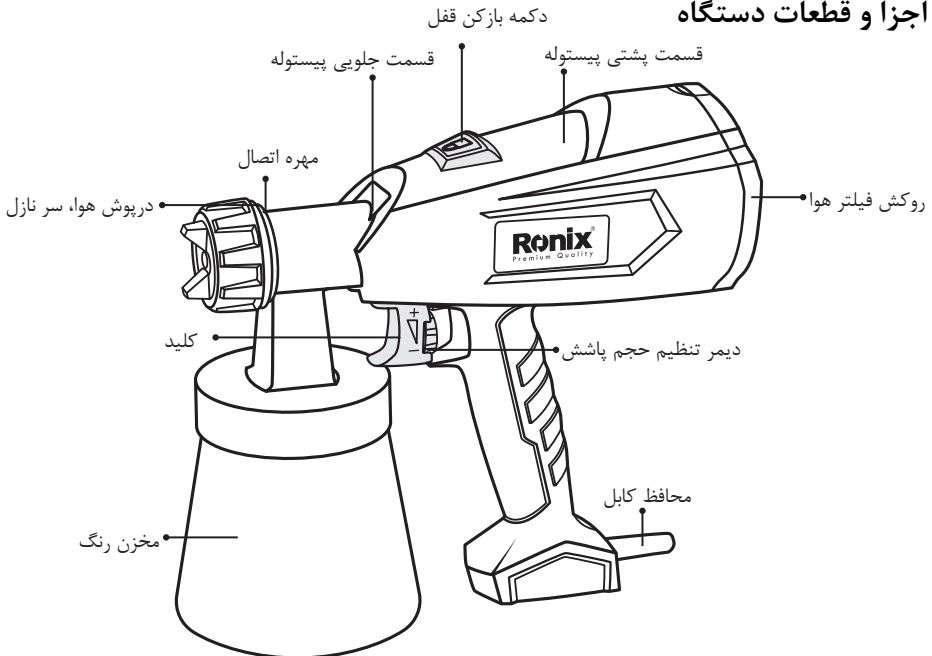 اجزا و قطعات دستگاه
دکمه بازکن قفل
قسمت پشتی پیستوله
قسمت جلویی پیستوله
مهره اتصال
درپوش هوا، سر نازل
روکش فیلتر هوا
Ronix®
Premium Quality
+
کلید
−
دیمر تنظیم حجم پاشش
محافظ کابل
مخزن رنگ